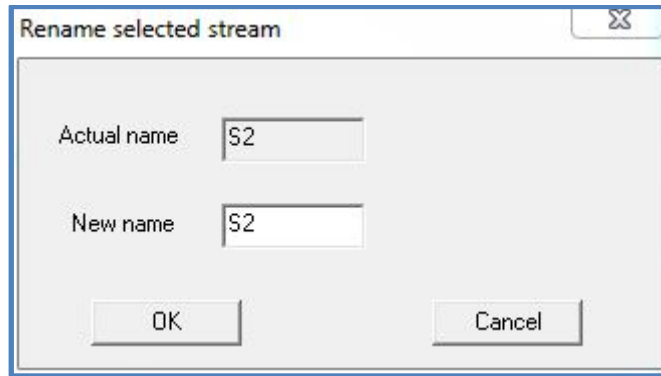 Rename selected stream
Actual name S2
New name S2
OK Cancel